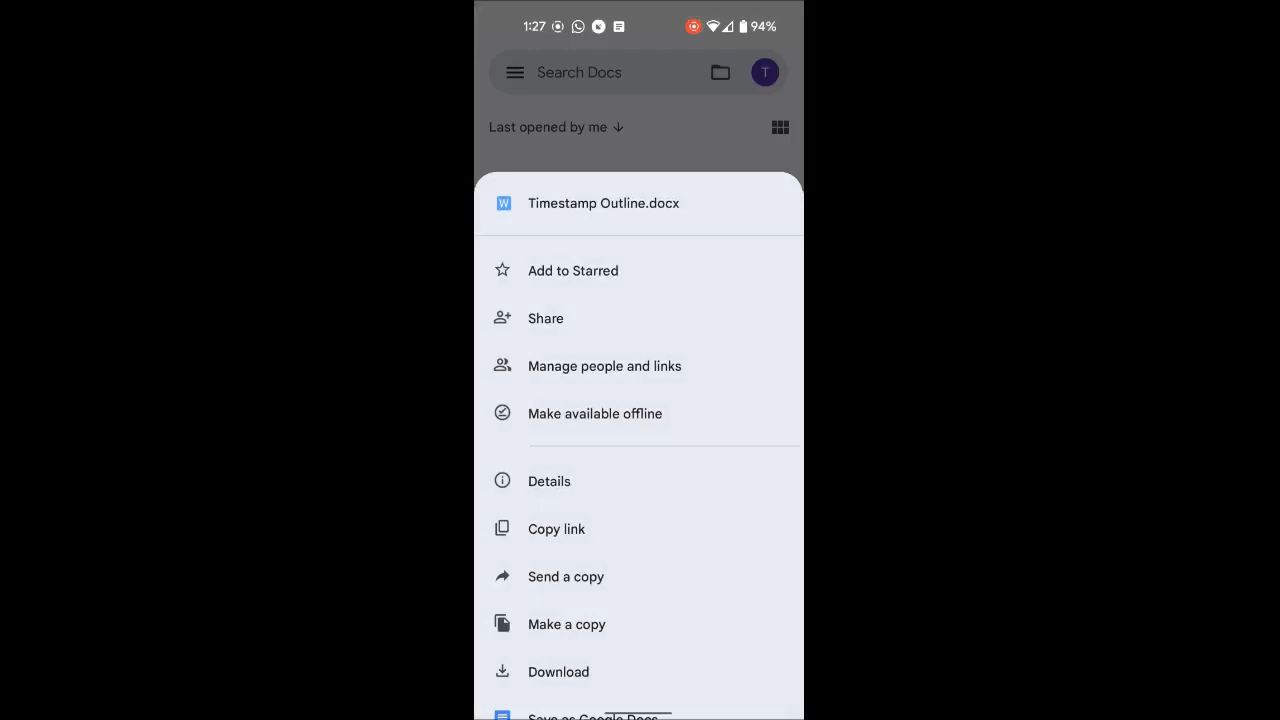 1:27 94%
Search Docs T
Last opened by me
W Timestamp Outline.docx
Add to Starred
Share
Manage people and links
Make available offline
Details
Copy link
Send a copy
Make a copy
Download
Save as Google Docs